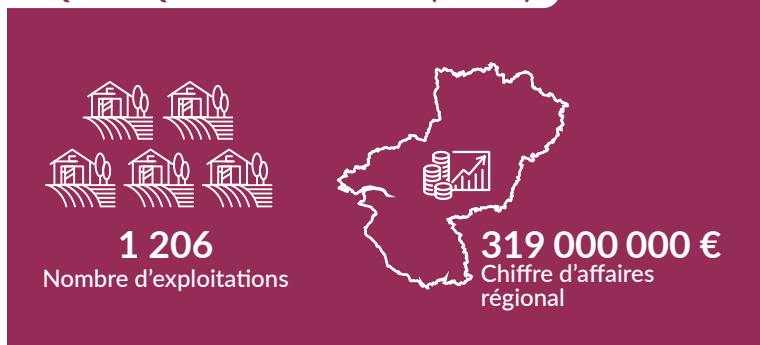 1 206
Nombre d’exploitations
319 000 000 €
Chiffre d’affaires
régional